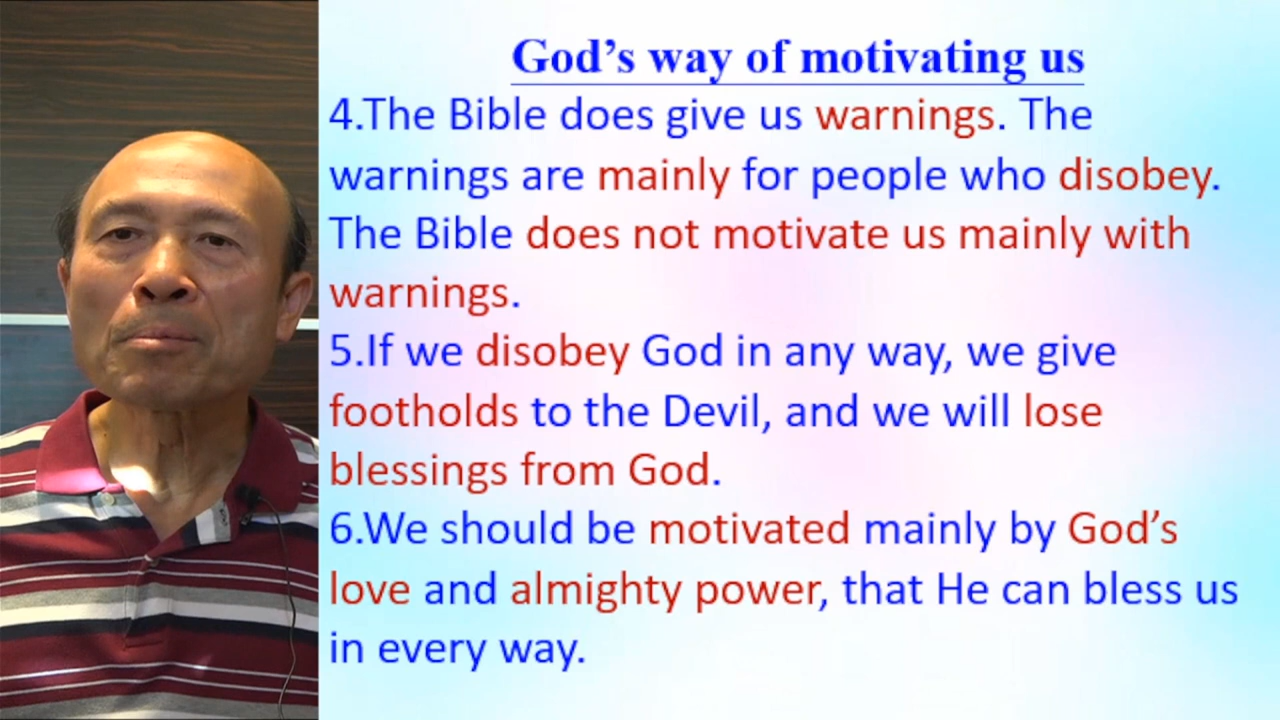 God’s way of motivating us
4.The Bible does give us warnings. The
warnings are mainly for people who disobey.
The Bible does not motivate us mainly with
warnings.
5.If we disobey God in any way, we give
footholds to the Devil, and we will lose
blessings from God.
6.We should be motivated mainly by God’s
love and almighty power, that He can bless us
in every way.